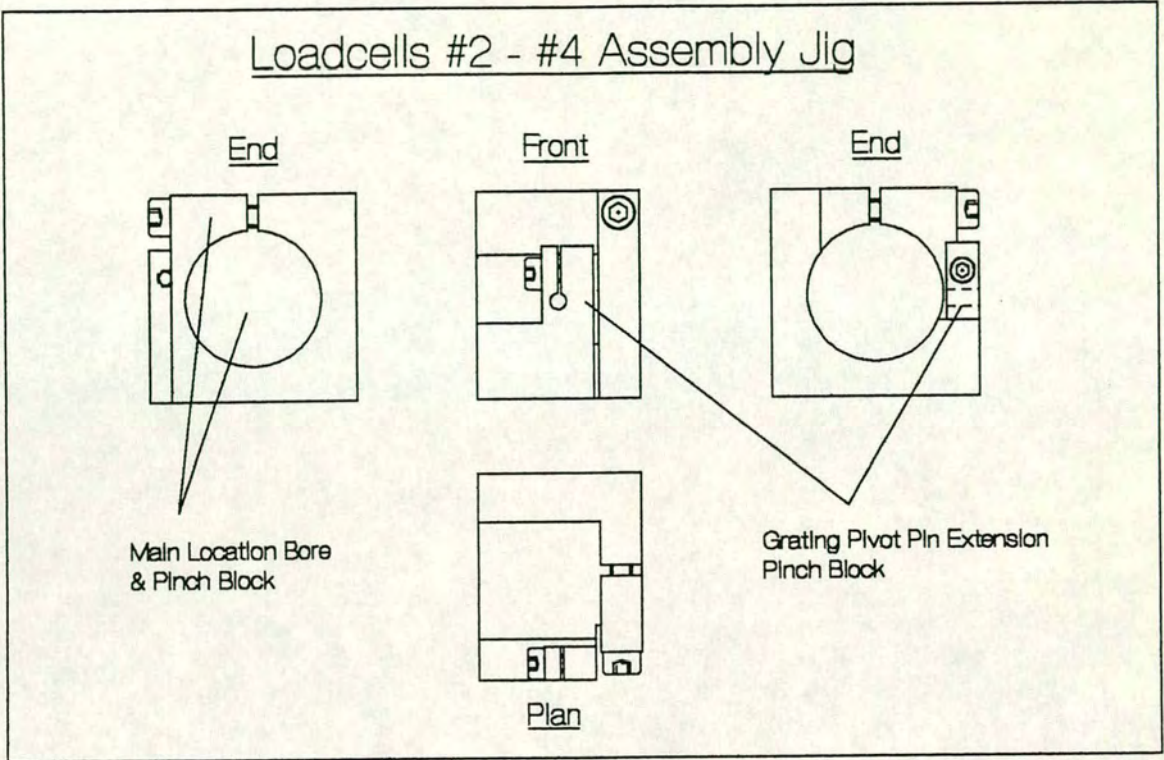 Loadcells #2 - #4 Assembly Jig
End
Front
End
Main Location Bore
& Pinch Block
Grating Pivot Pin Extension
Pinch Block
Plan